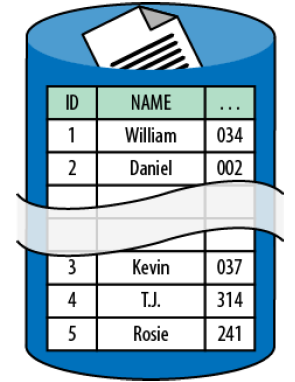 ID NAME ...
1 William 034
2 Daniel 002
3 Kevin 037
4 T.J. 314
5 Rosie 241